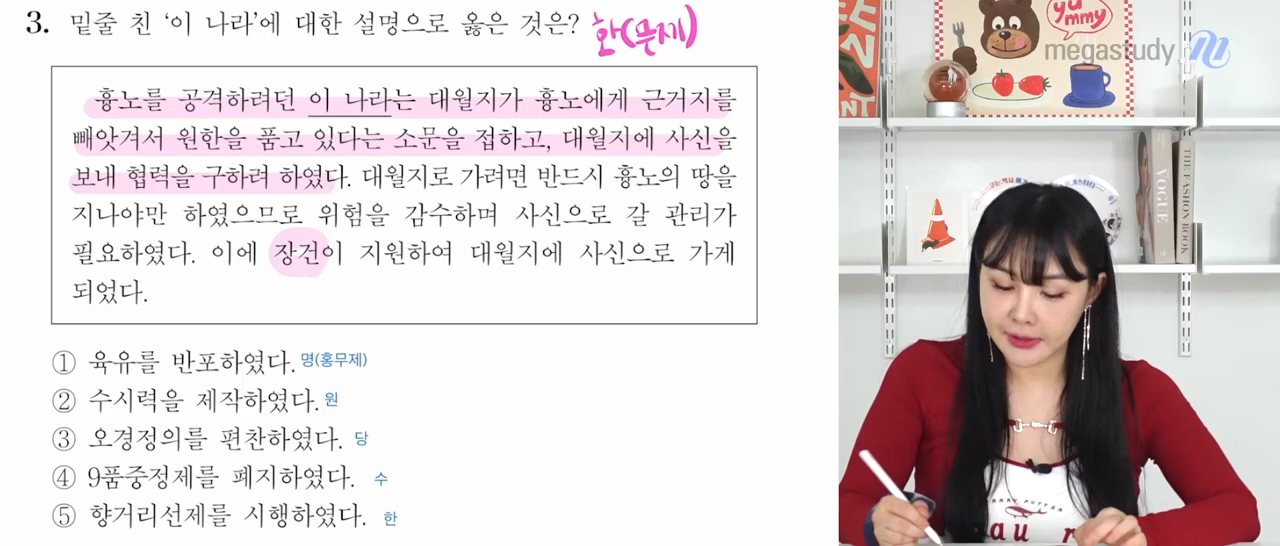 3. 밑줄 친 ‘이 나라’에 대한 설명으로 옳은 것은?
흉노를 공격하려던 이 나라는 대월지가 흉노에게 근거지를
빼앗겨서 원한을 품고 있다는 소문을 접하고, 대월지에 사신을
보내 협력을 구하려 하였다. 대월지로 가려면 반드시 흉노의 땅을
지나야만 하였으므로 위험을 감수하며 사신으로 갈 관리가
필요하였다. 이에 장건이 지원하여 대월지에 사신으로 가게
되었다.
① 육유를 반포하였다. 명(홍무제)
② 수시력을 제작하였다. 원
③ 오경정의를 편찬하였다. 당
④ 9품중정제를 폐지하였다. 수
⑤ 향거리선제를 시행하였다. 한
yu
mmy
megastudy
VOGUE
THE FASHION BOOK
au